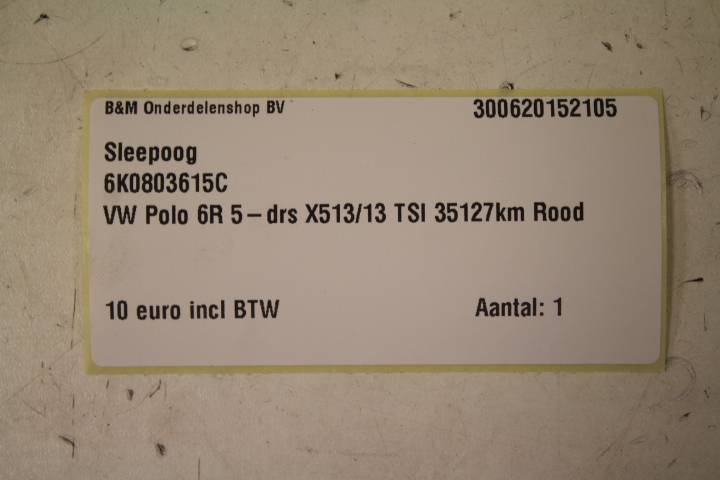 B&M Onderdelenshop BV 300620152105
Sleepoog
6K0803615C
VW Polo 6R 5-drs X513/13 TSI 35127km Rood
10 euro incl BTW Aantal: 1